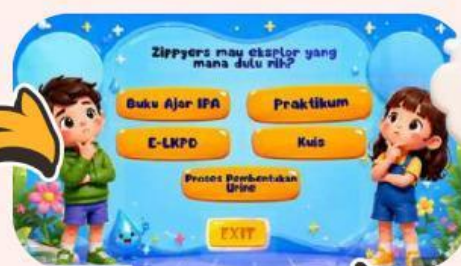 Zippyers mau eksplor yang
mana dulu nih?
Buku Ajar IPA
Praktikum
E-LKPD
Kuis
Proses Pembentukan
Urine
EXIT